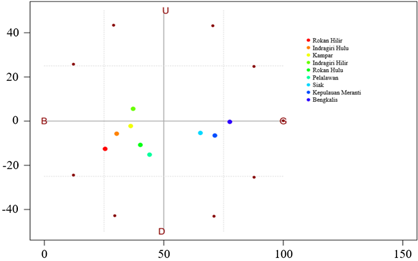 U
40
20
0
-20
-40
B
G
D
0
50
100
150
Rokan Hilir
Indragiri Hulu
Kampar
Indragiri Hilir
Rokan Hulu
Pelalawan
Siak
Kepulauan Meranti
Bengkalis